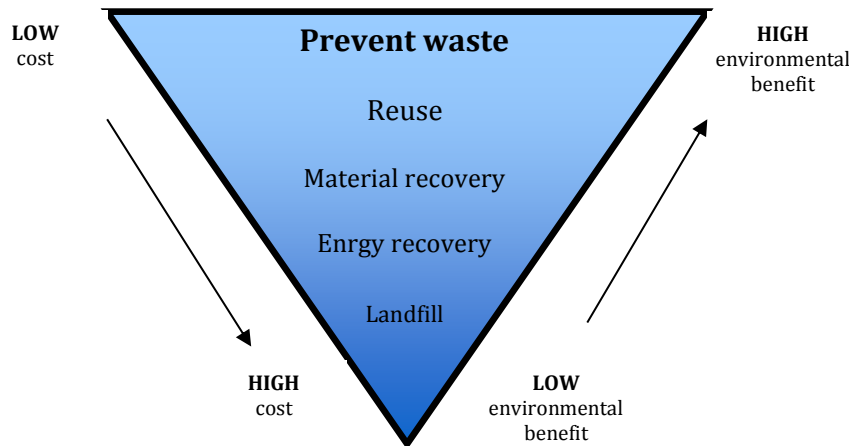 LOW
cost
Prevent waste
HIGH
environmental
benefit
Reuse
Material recovery
Enrgy recovery
Landfill
HIGH
cost
LOW
environmental
benefit